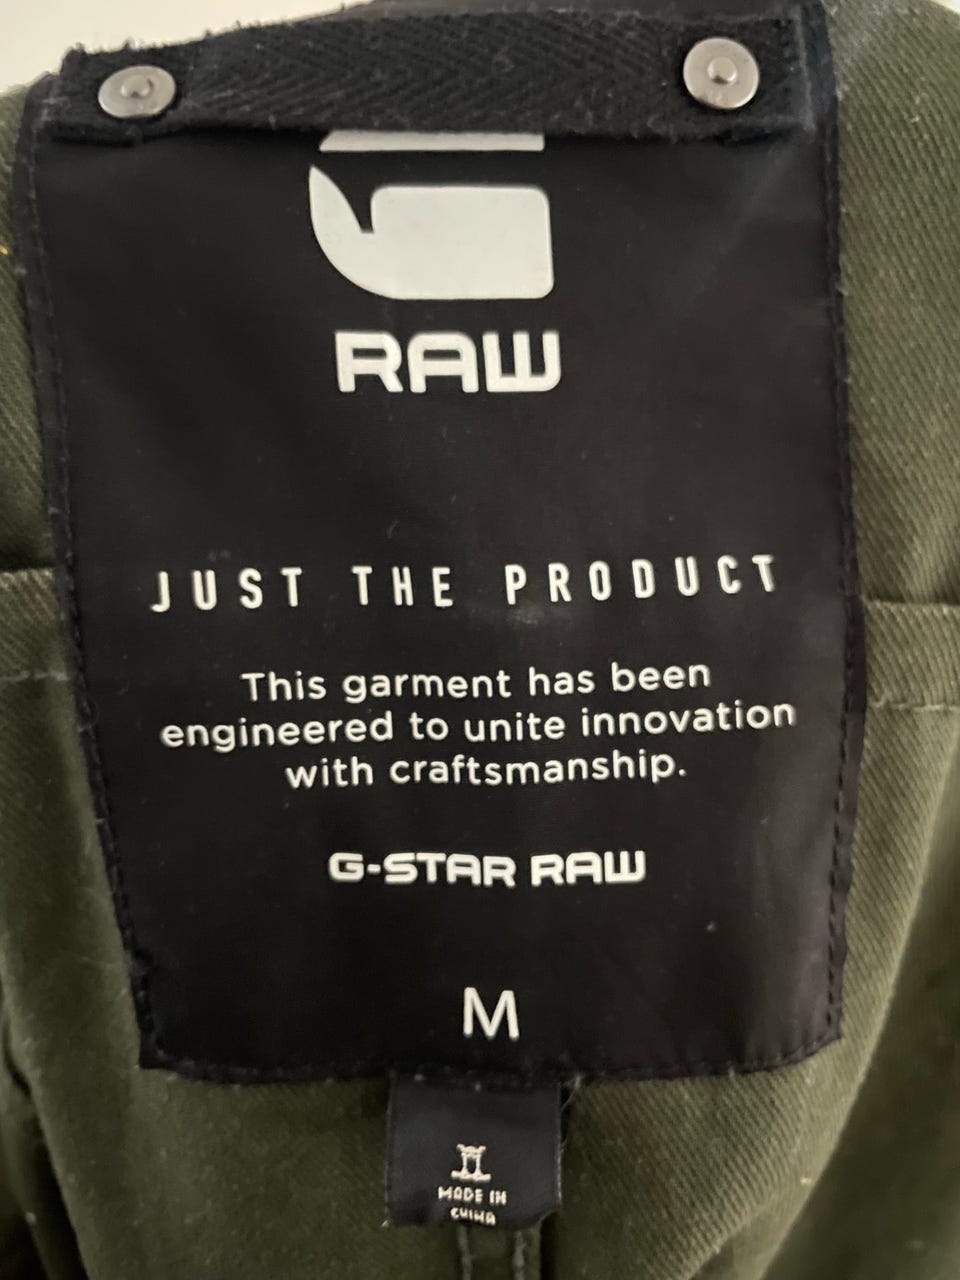 RAW
JUST THE PRODUCT
This garment has been
engineered to unite innovation
with craftsmanship.
G-STAR RAW
M
MADE IN
CHINA